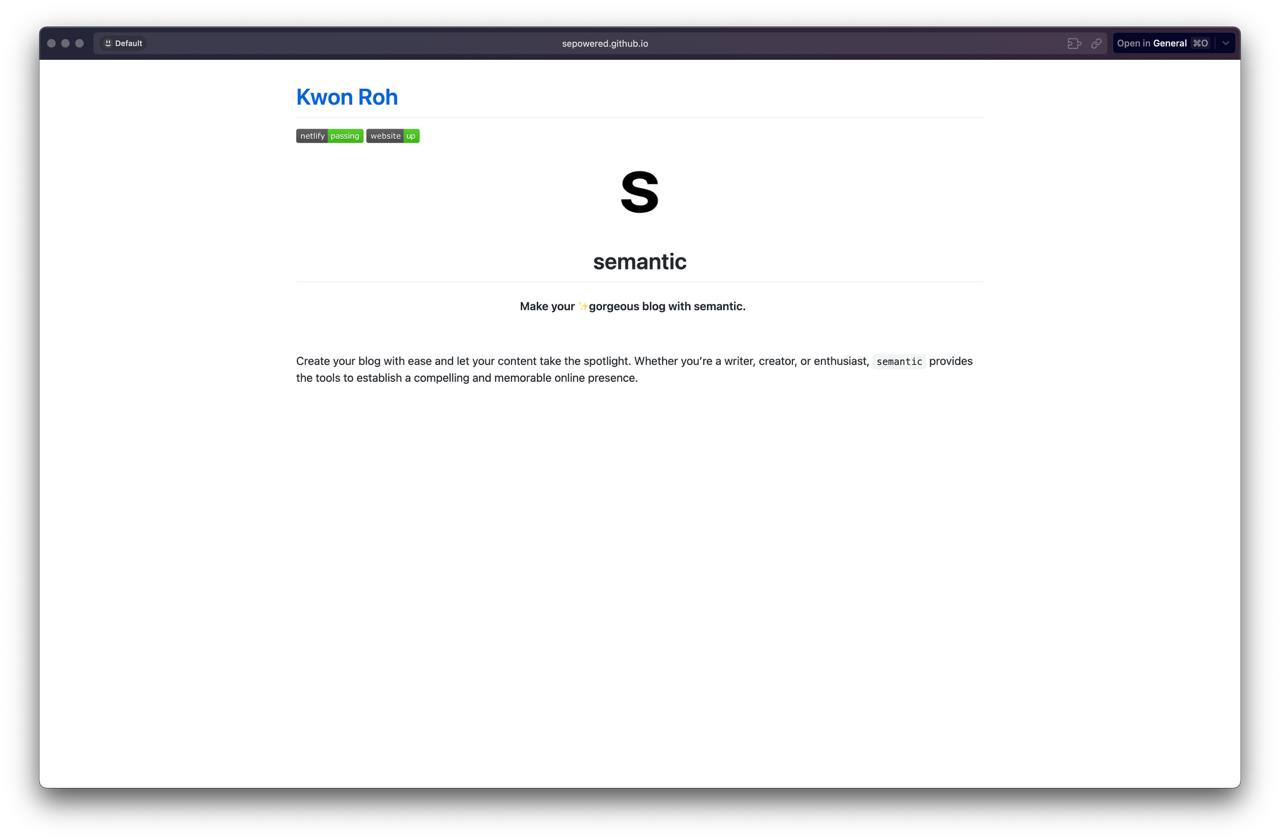 Default
sepowered.github.io
Open in General ⌘O
Kwon Roh
netlify passing website up
s
semantic
Make your ✨gorgeous blog with semantic.
Create your blog with ease and let your content take the spotlight. Whether you’re a writer, creator, or enthusiast, semantic provides
the tools to establish a compelling and memorable online presence.